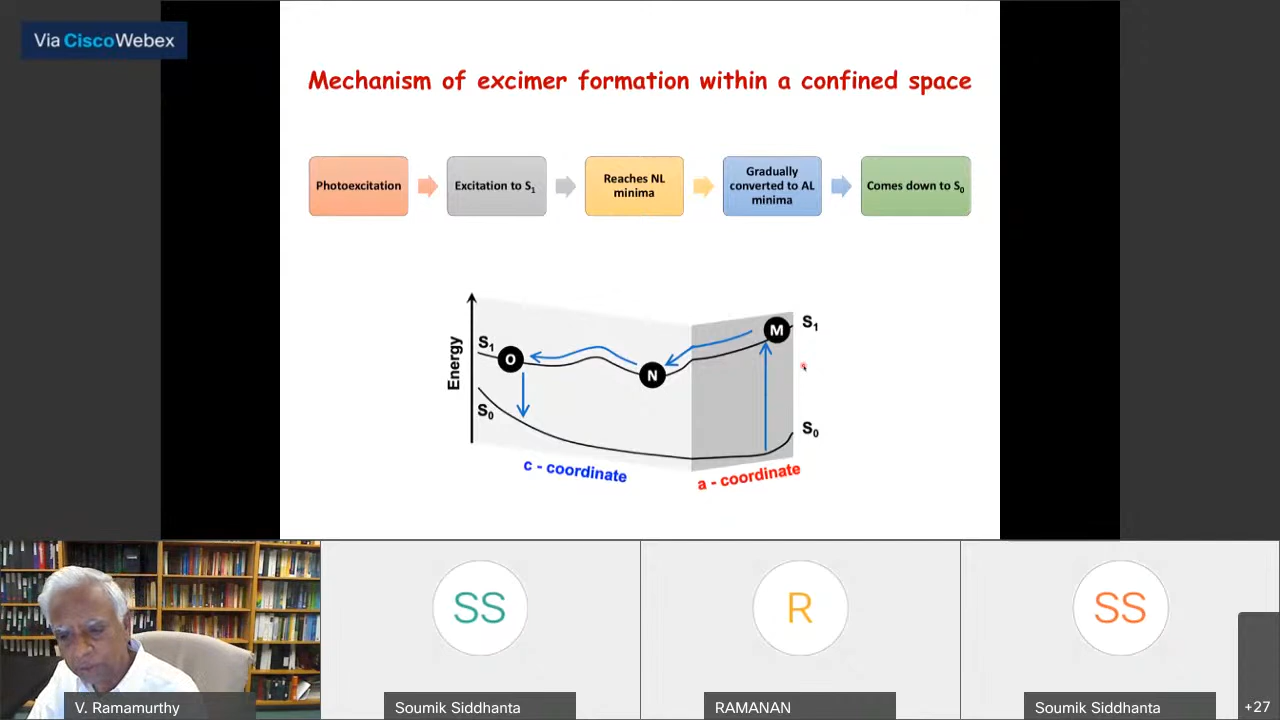 Via CiscoWebex
Mechanism of excimer formation within a confined space
Photoexcitation
Excitation to S₁
Reaches NL
minima
Gradually
converted to AL
minima
Comes down to S₀
Energy
S₁
O
S₀
N
M
S₁
S₀
c - coordinate
a - coordinate
SS
R
SS
V. Ramamurthy
Soumik Siddhanta
RAMANAN
Soumik Siddhanta
+27